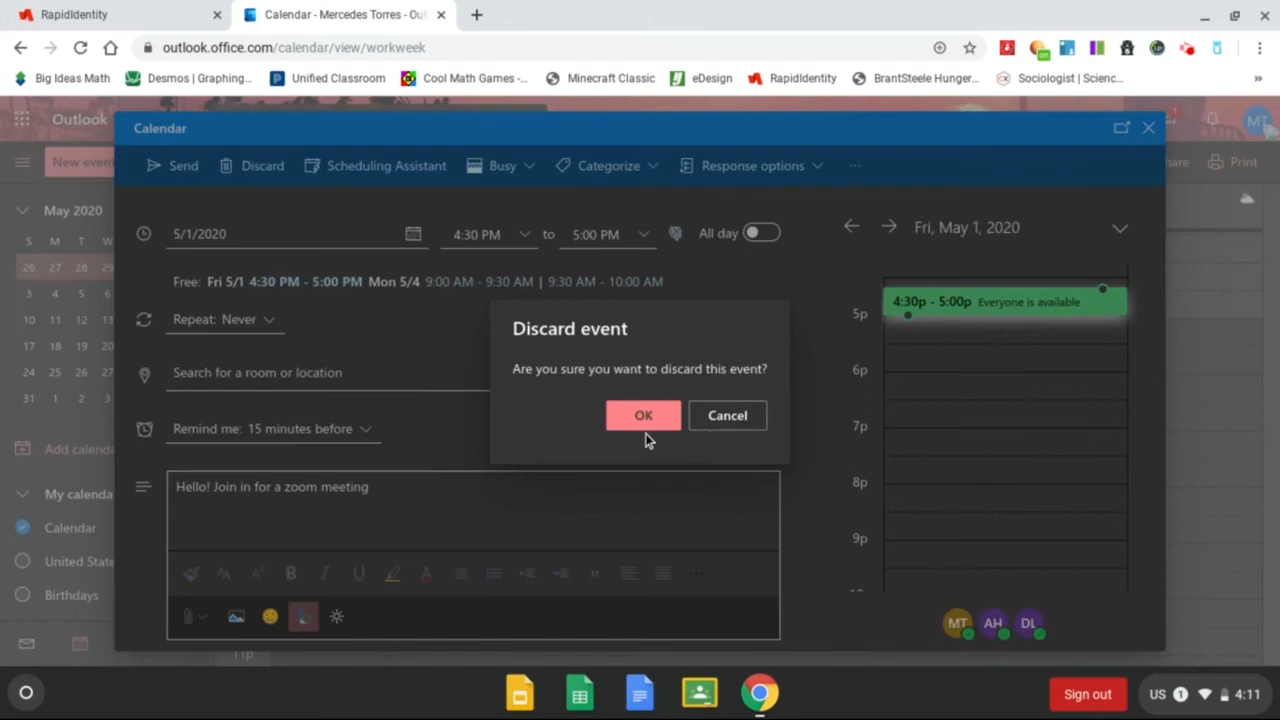 RapidIdentity
Calendar - Mercedes Torres - Out
outlook.office.com/calendar/view/workweek
Big Ideas Math
Desmos | Graphing...
Unified Classroom
Cool Math Games -...
Minecraft Classic
eDesign
RapidIdentity
BrantSteele Hunger...
Sociologist | Scienc...
»
Outlook
MT
New event
Print
Calendar
Send
Discard
Scheduling Assistant
Busy
Categorize
Response options
...
May 2020
S M T W
26 27 28 29
3 4 5 6
10 11 12 13
17 18 19 20
24 25 26 27
31 1 2 3
Add calenda
My calenda
Calendar
United State
Birthdays
5/1/2020
4:30 PM
to
5:00 PM
All day
Free: Fri 5/1 4:30 PM - 5:00 PM Mon 5/4 9:00 AM - 9:30 AM | 9:30 AM - 10:00 AM
Repeat: Never
Search for a room or location
Remind me: 15 minutes before
Hello! Join in for a zoom meeting
Discard event
Are you sure you want to discard this event?
OK
Cancel
Fri, May 1, 2020
4:30p - 5:00p Everyone is available
5p
6p
7p
8p
9p
MT
AH
DL
11p
Sign out
US
1
4:11